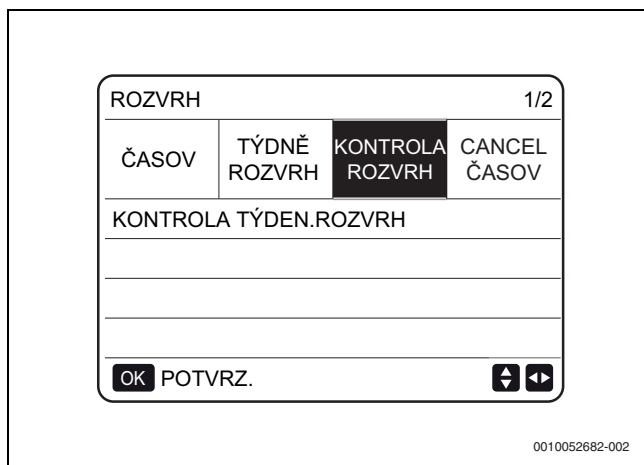 ROZVRH 1/2
ČASOV TÝDNĚ ROZVRH KONTROLA ROZVRH CANCEL ČASOV
KONTROLA TÝDEN.ROZVRH
OK POTVRZ.
0010052682-002